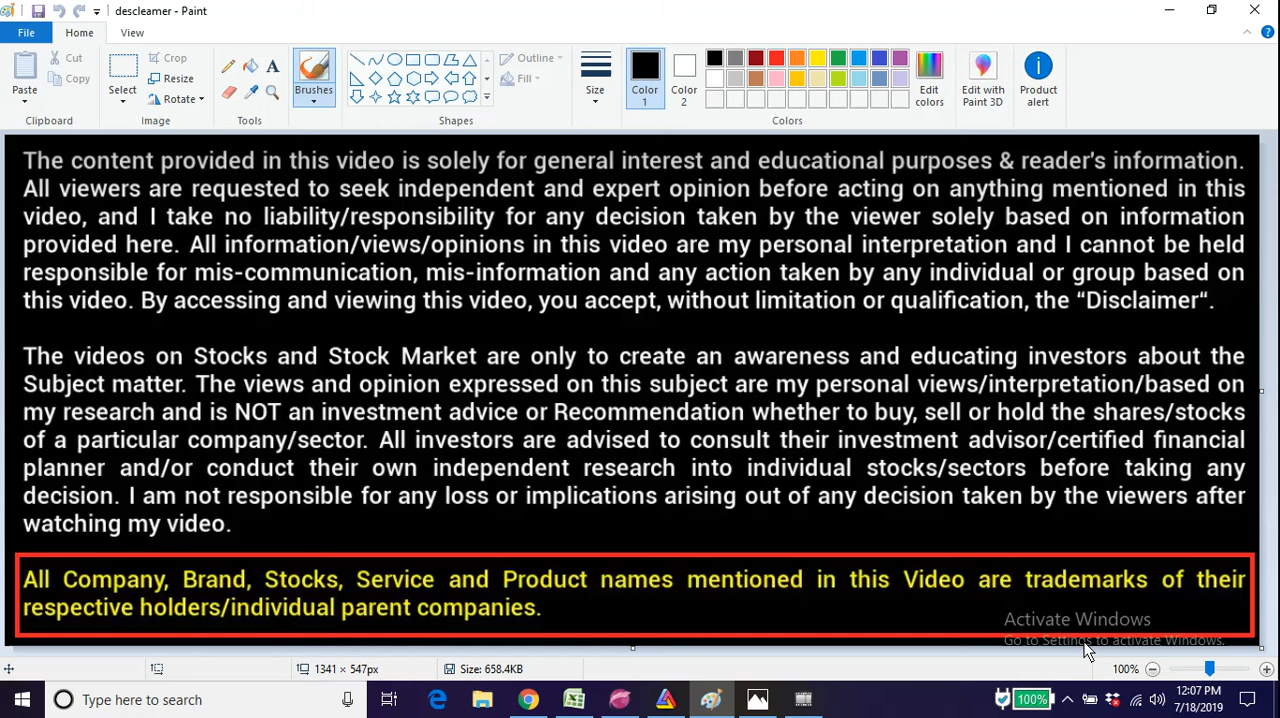 descleamer - Paint
File Home View
Paste Cut Copy Clipboard
Select Crop Resize Rotate Image
Tools
Brushes
Shapes Outline Fill
Size
Color 1 Color 2 Colors
Edit colors
Edit with Paint 3D
Product alert
The content provided in this video is solely for general interest and educational purposes & reader's information.
All viewers are requested to seek independent and expert opinion before acting on anything mentioned in this
video, and I take no liability/responsibility for any decision taken by the viewer solely based on information
provided here. All information/views/opinions in this video are my personal interpretation and I cannot be held
responsible for mis-communication, mis-information and any action taken by any individual or group based on
this video. By accessing and viewing this video, you accept, without limitation or qualification, the “Disclaimer“.
The videos on Stocks and Stock Market are only to create an awareness and educating investors about the
Subject matter. The views and opinion expressed on this subject are my personal views/interpretation/based on
my research and is NOT an investment advice or Recommendation whether to buy, sell or hold the shares/stocks
of a particular company/sector. All investors are advised to consult their investment advisor/certified financial
planner and/or conduct their own independent research into individual stocks/sectors before taking any
decision. I am not responsible for any loss or implications arising out of any decision taken by the viewers after
watching my video.
All Company, Brand, Stocks, Service and Product names mentioned in this Video are trademarks of their
respective holders/individual parent companies.
Activate Windows
Go to Settings to activate Windows.
1341 × 547px Size: 658.4KB 100%
Type here to search
100% 12:07 PM
7/18/2019